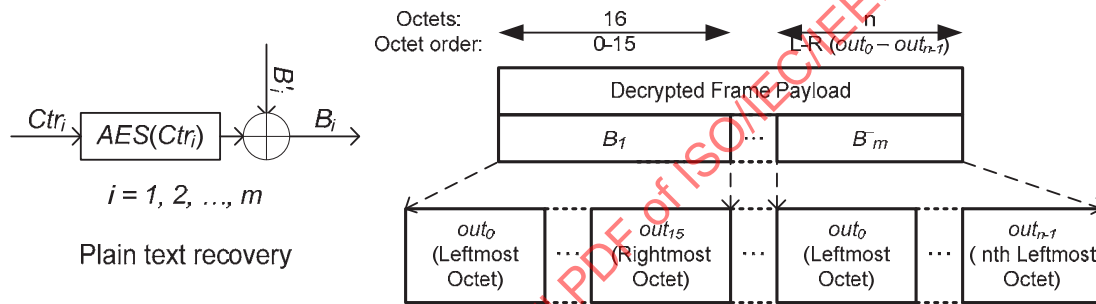 Octets: 16 n
Octet order: 0-15 L-R (out0 – outn-1)
Decrypted Frame Payload
B1 ... B-m
B'i
Ctri AES(Ctri) Bi
i = 1, 2, ..., m
Plain text recovery
out0 (Leftmost Octet)
...
out15 (Rightmost Octet)
...
out0 (Leftmost Octet)
...
outn-1 ( nth Leftmost Octet)
PDF of ISO/IEC/IEE